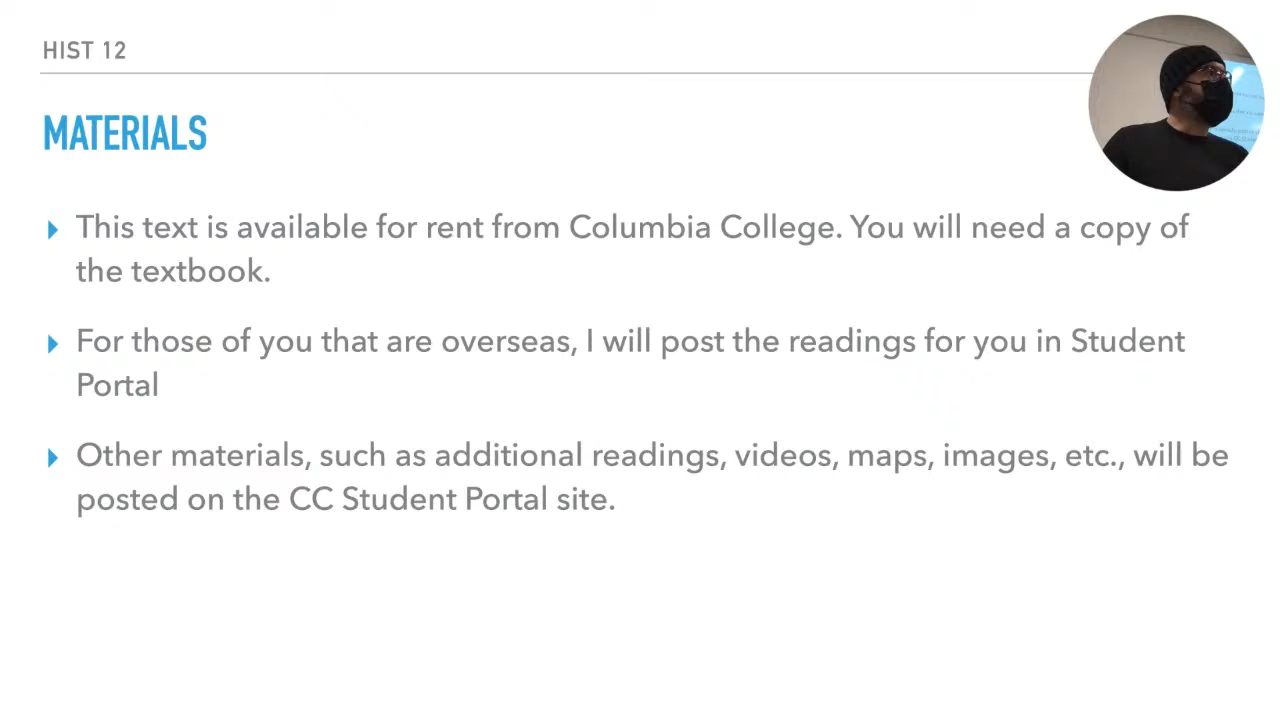 HIST 12
MATERIALS
This text is available for rent from Columbia College. You will need a copy of
the textbook.
For those of you that are overseas, I will post the readings for you in Student
Portal
Other materials, such as additional readings, videos, maps, images, etc., will be
posted on the CC Student Portal site.